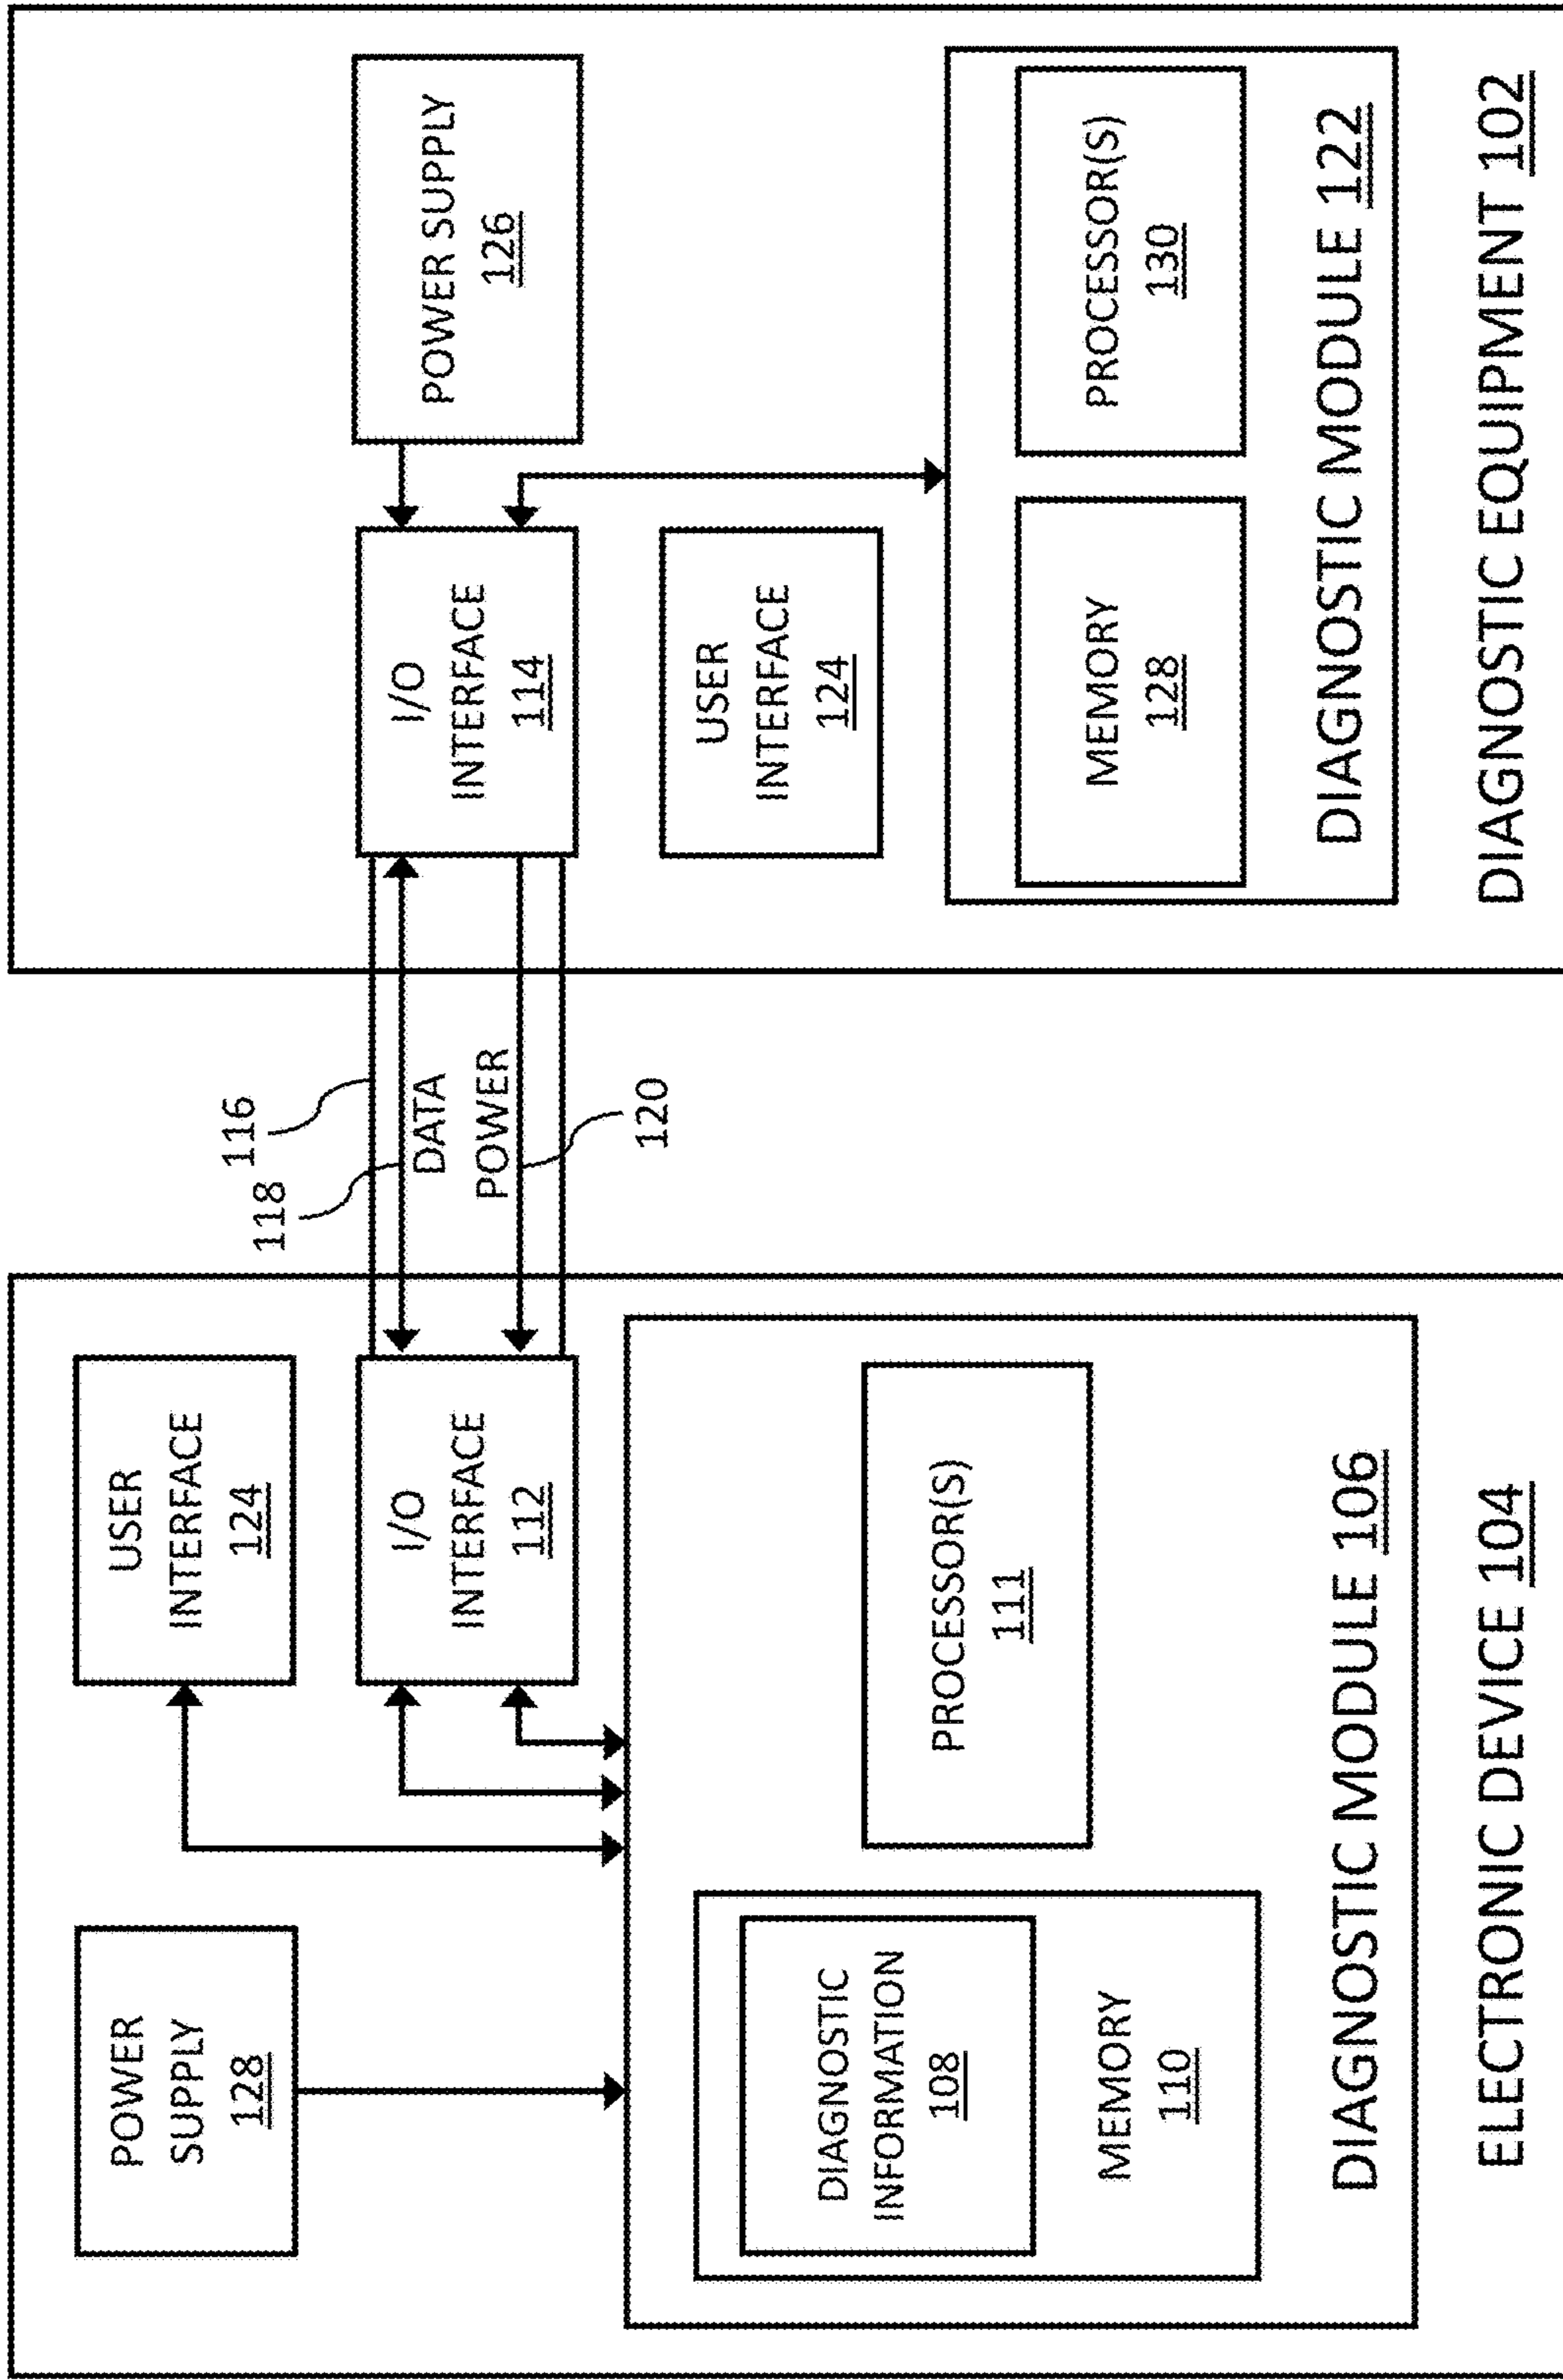 POWER
SUPPLY
128
USER
INTERFACE
124
I/O
INTERFACE
112
DIAGNOSTIC
INFORMATION
108
MEMORY
110
PROCESSOR(S)
111
DIAGNOSTIC MODULE 106
ELECTRONIC DEVICE 104
116
118
DATA
POWER
120
POWER SUPPLY
126
I/O
INTERFACE
114
USER
INTERFACE
124
MEMORY
128
PROCESSOR(S)
130
DIAGNOSTIC MODULE 122
DIAGNOSTIC EQUIPMENT 102